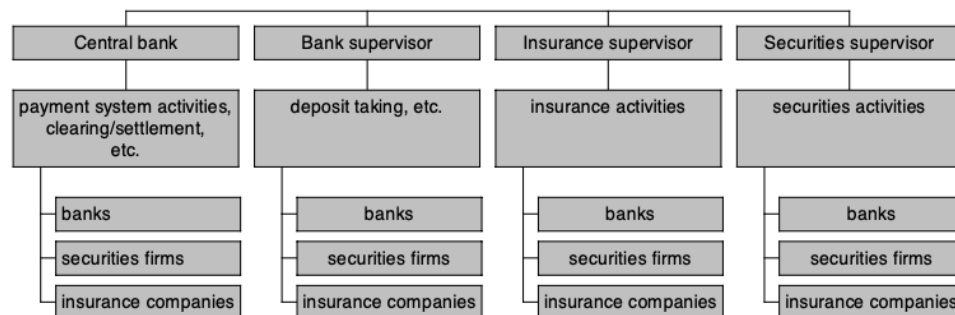 Central bank
Bank supervisor
Insurance supervisor
Securities supervisor
payment system activities,
clearing/settlement,
etc.
deposit taking, etc.
insurance activities
securities activities
banks
banks
banks
banks
securities firms
securities firms
securities firms
securities firms
insurance companies
insurance companies
insurance companies
insurance companies